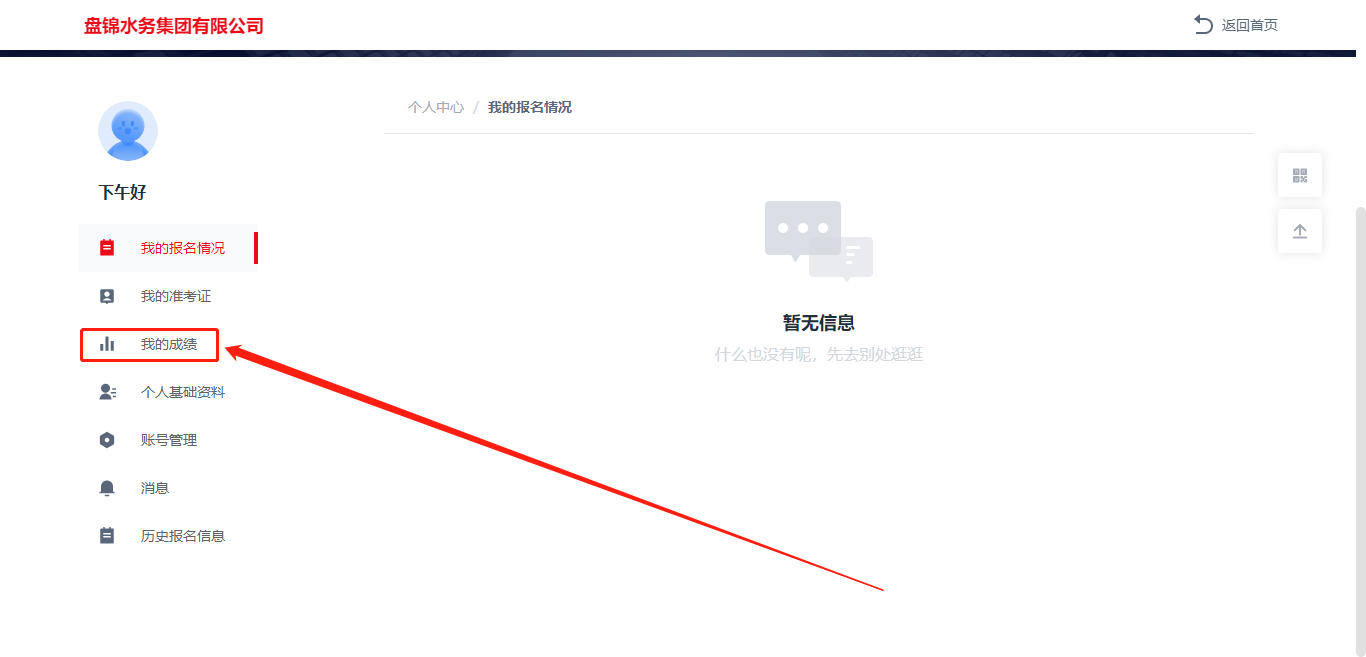 盘锦水务集团有限公司
返回首页
个人中心 / 我的报名情况
下午好
我的报名情况
我的准考证
我的成绩
个人基础资料
账号管理
消息
历史报名信息
暂无信息
什么也没有呢，先去别处逛逛